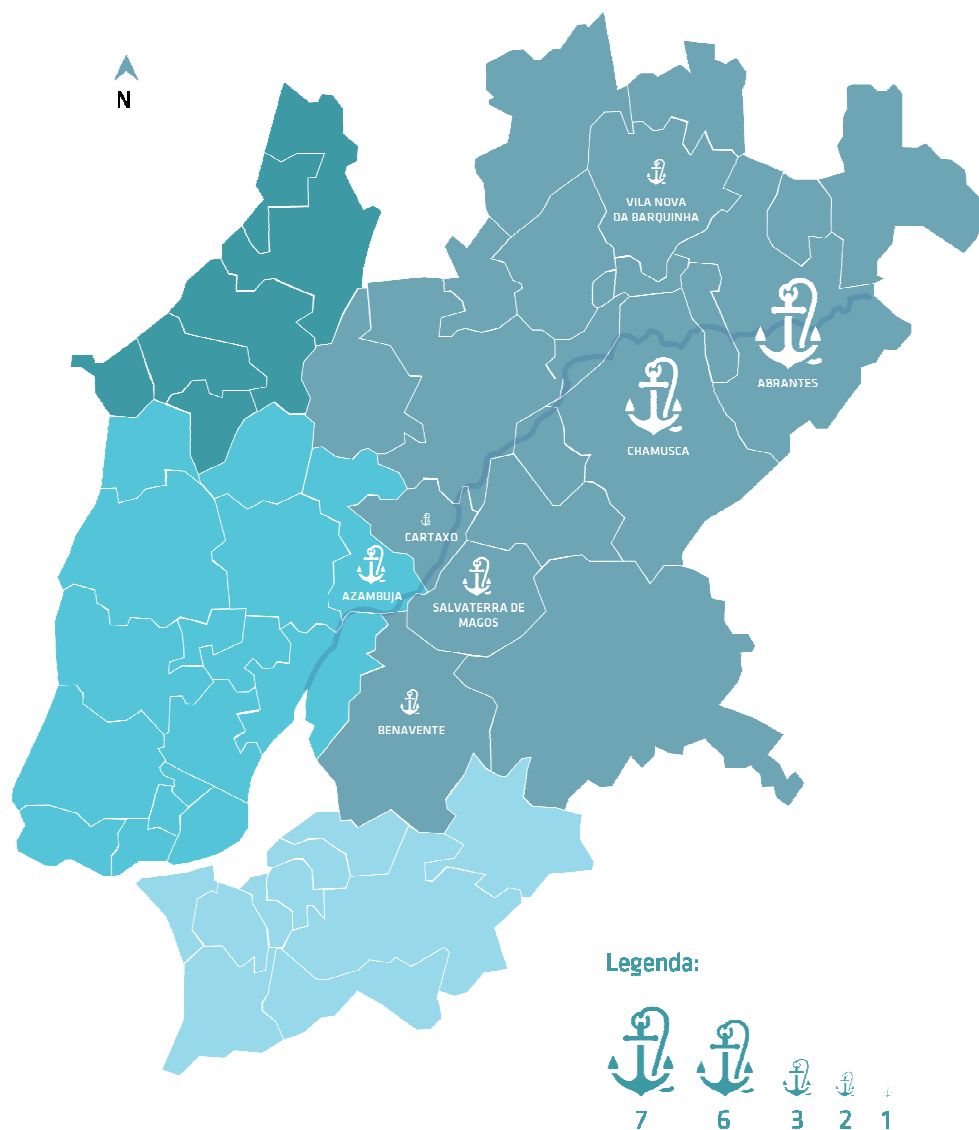 N
VILA NOVA
DA BARQUINHA
ABRANTES
CHAMUSCA
CARTAXO
AZAMBUJA
SALVATERRA DE
MAGOS
BENAVENTE
Legenda:
7 6 3 2 1